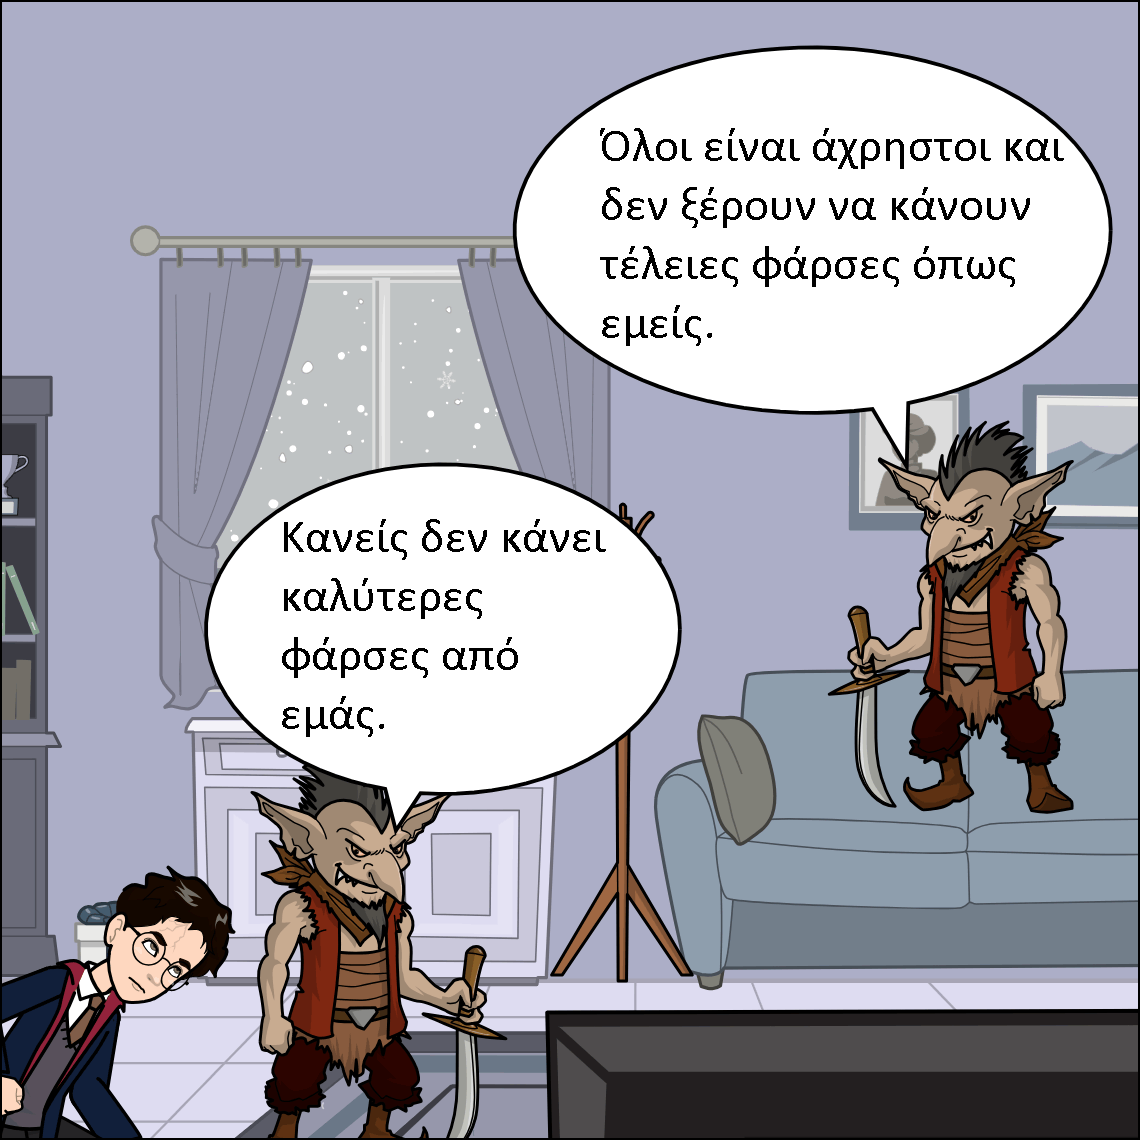 Όλοι είναι άχρηστοι και
δεν ξέρουν να κάνουν
τέλειες φάρσες όπως
εμείς.
Κανείς δεν κάνει
καλύτερες
φάρσες από
εμάς.